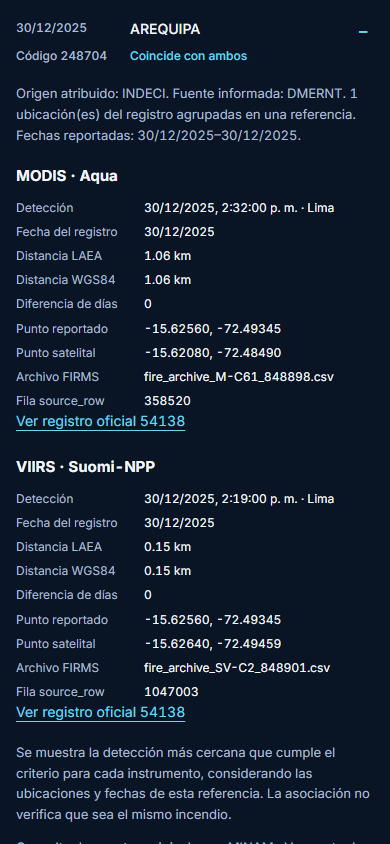 30/12/2025 AREQUIPA –
Código 248704 Coincide con ambos
Origen atribuido: INDECI. Fuente informada: DMERNT. 1
ubicación(es) del registro agrupadas en una referencia.
Fechas reportadas: 30/12/2025–30/12/2025.
MODIS · Aqua
Detección 30/12/2025, 2:32:00 p. m. · Lima
Fecha del registro 30/12/2025
Distancia LAEA 1.06 km
Distancia WGS84 1.06 km
Diferencia de días 0
Punto reportado -15.62560, -72.49345
Punto satelital -15.62080, -72.48490
Archivo FIRMS fire_archive_M-C61_848898.csv
Fila source_row 358520
Ver registro oficial 54138
VIIRS · Suomi-NPP
Detección 30/12/2025, 2:19:00 p. m. · Lima
Fecha del registro 30/12/2025
Distancia LAEA 0.15 km
Distancia WGS84 0.15 km
Diferencia de días 0
Punto reportado -15.62560, -72.49345
Punto satelital -15.62640, -72.49459
Archivo FIRMS fire_archive_SV-C2_848901.csv
Fila source_row 1047003
Ver registro oficial 54138
Se muestra la detección más cercana que cumple el
criterio para cada instrumento, considerando las
ubicaciones y fechas de esta referencia. La asociación no
verifica que sea el mismo incendio.